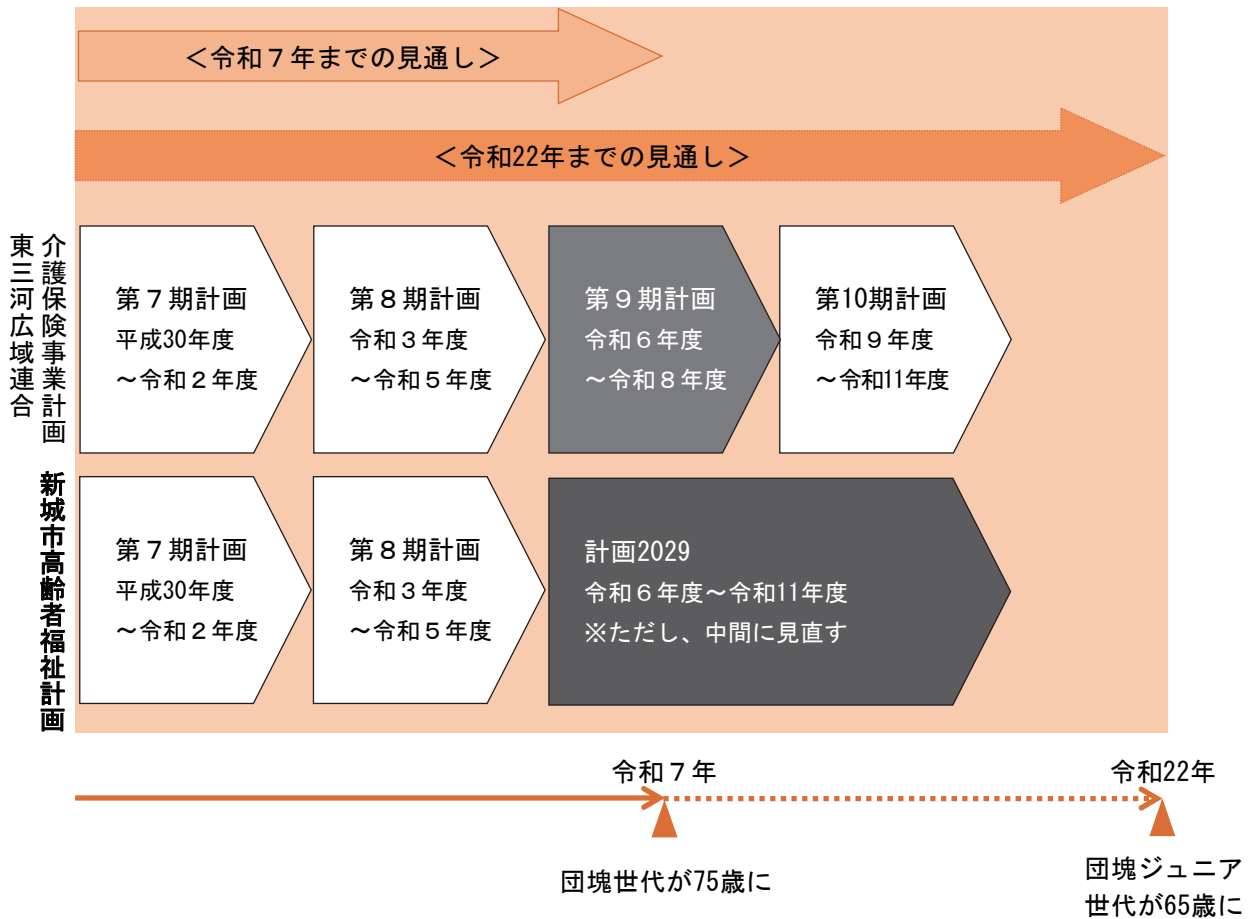 ＜令和７年までの見通し＞
＜令和22年までの見通し＞
東三河広域連合
介護保険事業計画
第７期計画
平成30年度
～令和２年度
第８期計画
令和３年度
～令和５年度
第９期計画
令和６年度
～令和８年度
第10期計画
令和９年度
～令和11年度
新城市高齢者福祉計画
第７期計画
平成30年度
～令和２年度
第８期計画
令和３年度
～令和５年度
計画2029
令和６年度～令和11年度
※ただし、中間に見直す
令和７年
令和22年
団塊世代が75歳に
団塊ジュニア
世代が65歳に